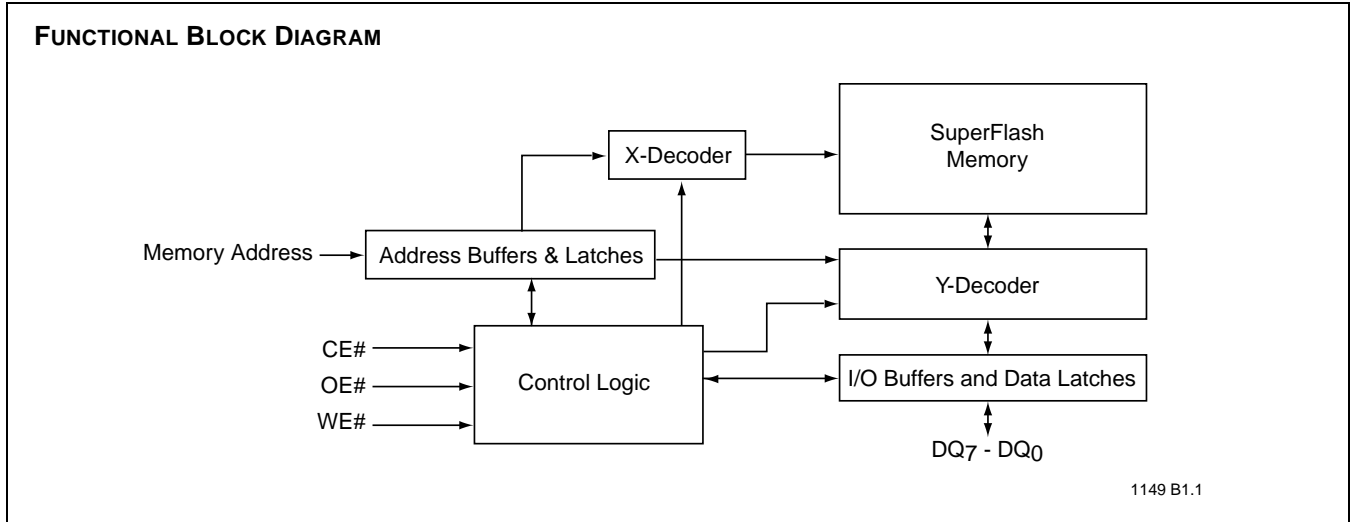 FUNCTIONAL BLOCK DIAGRAM
X-Decoder
SuperFlash
Memory
Memory Address
Address Buffers & Latches
Y-Decoder
CE#
OE#
WE#
Control Logic
I/O Buffers and Data Latches
DQ7 - DQ0
1149 B1.1